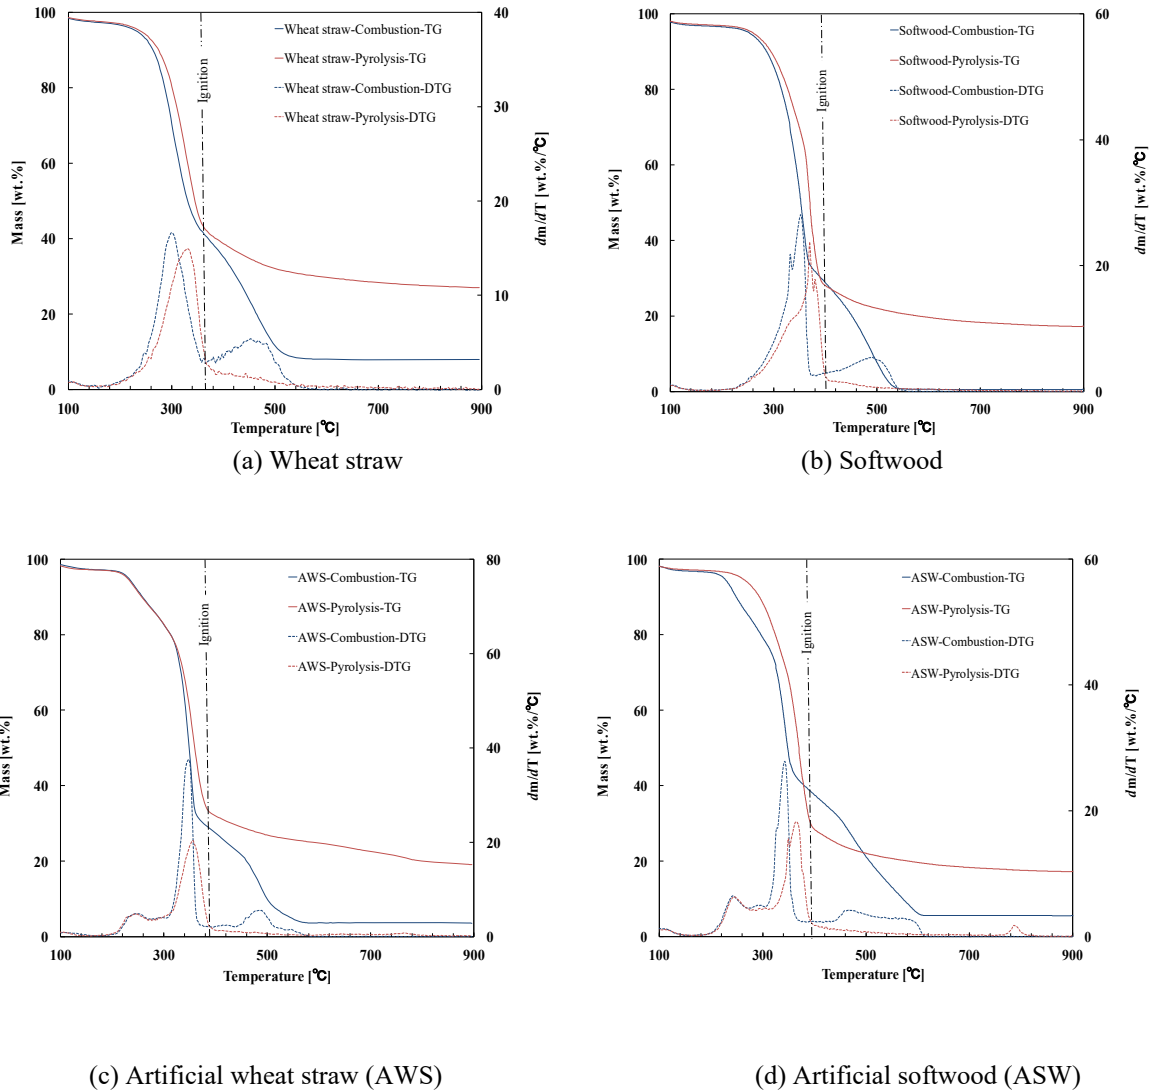 100
80
60
40
20
0
Mass [wt.%]
40
30
20
10
0
dm/dT [wt.%/℃]
Wheat straw-Combustion-TG
Wheat straw-Pyrolysis-TG
Wheat straw-Combustion-DTG
Wheat straw-Pyrolysis-DTG
Ignition
100 300 500 700 900
Temperature [℃]
(a) Wheat straw
100
80
60
40
20
0
Mass [wt.%]
60
40
20
0
dm/dT [wt.%/℃]
Softwood-Combustion-TG
Softwood-Pyrolysis-TG
Softwood-Combustion-DTG
Softwood-Pyrolysis-DTG
Ignition
100 300 500 700 900
Temperature [℃]
(b) Softwood
100
80
60
40
20
0
Mass [wt.%]
80
60
40
20
0
dm/dT [wt.%/℃]
AWS-Combustion-TG
AWS-Pyrolysis-TG
AWS-Combustion-DTG
AWS-Pyrolysis-DTG
Ignition
100 300 500 700 900
Temperature [℃]
(c) Artificial wheat straw (AWS)
100
80
60
40
20
0
Mass [wt.%]
60
40
20
0
dm/dT [wt.%/℃]
ASW-Combustion-TG
ASW-Pyrolysis-TG
ASW-Combustion-DTG
ASW-Pyrolysis-DTG
Ignition
100 300 500 700 900
Temperature [℃]
(d) Artificial softwood (ASW)